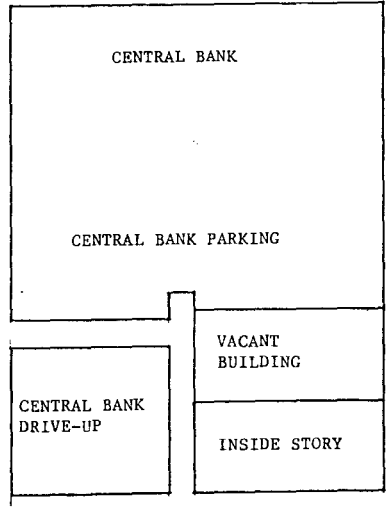 CENTRAL BANK
CENTRAL BANK PARKING
VACANT
BUILDING
CENTRAL BANK
DRIVE-UP
INSIDE STORY